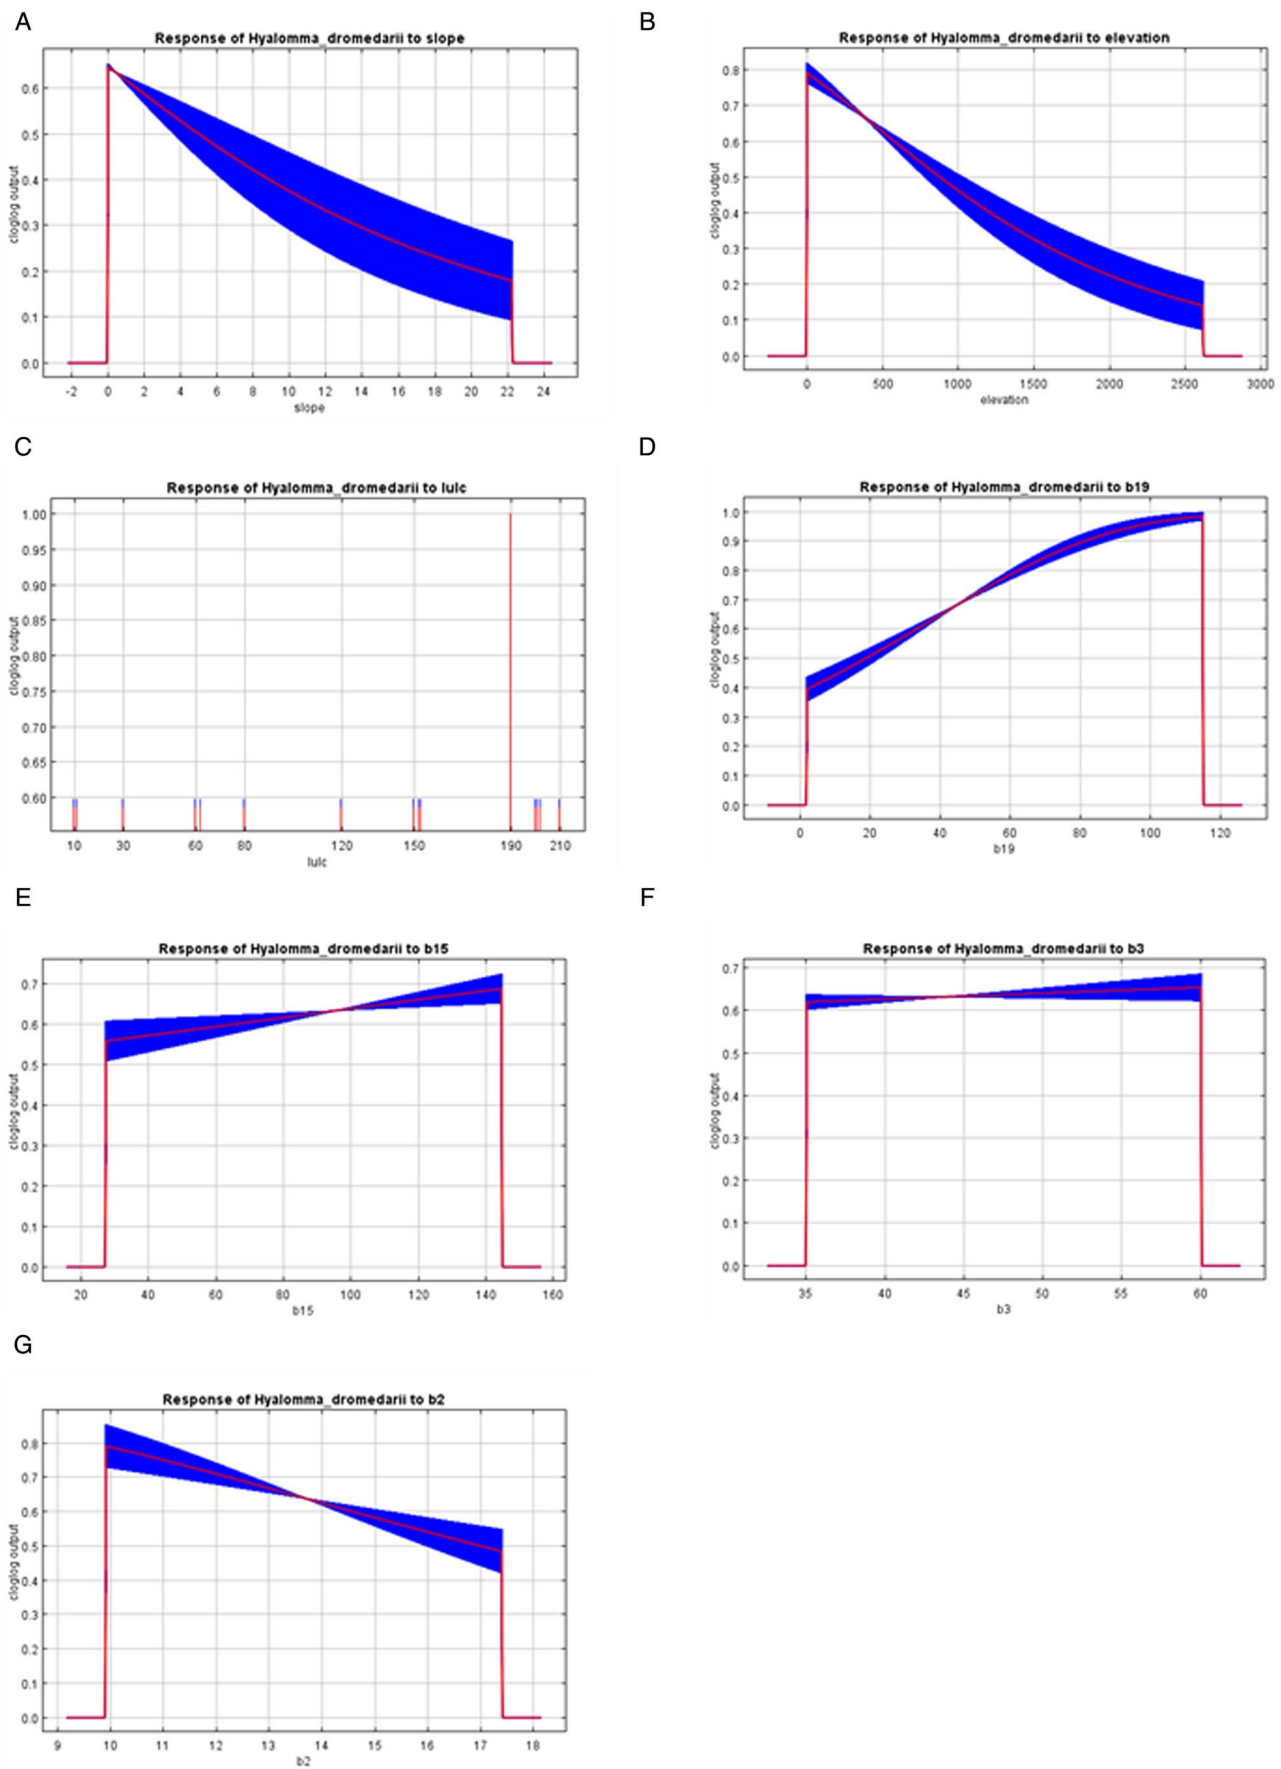 A
Response of Hyalomma_dromedarii to slope
cloglog output
0.6
0.5
0.4
0.3
0.2
0.1
0.0
-2 0 2 4 6 8 10 12 14 16 18 20 22 24
slope
B
Response of Hyalomma_dromedarii to elevation
cloglog output
0.8
0.7
0.6
0.5
0.4
0.3
0.2
0.1
0.0
0 500 1000 1500 2000 2500 3000
elevation
C
Response of Hyalomma_dromedarii to lulc
cloglog output
1.00
0.95
0.90
0.85
0.80
0.75
0.70
0.65
0.60
10 30 60 80 120 150 190 210
lulc
D
Response of Hyalomma_dromedarii to b19
cloglog output
1.0
0.9
0.8
0.7
0.6
0.5
0.4
0.3
0.2
0.1
0.0
0 20 40 60 80 100 120
b19
E
Response of Hyalomma_dromedarii to b15
cloglog output
0.7
0.6
0.5
0.4
0.3
0.2
0.1
0.0
20 40 60 80 100 120 140 160
b15
F
Response of Hyalomma_dromedarii to b3
cloglog output
0.7
0.6
0.5
0.4
0.3
0.2
0.1
0.0
35 40 45 50 55 60
b3
G
Response of Hyalomma_dromedarii to b2
cloglog output
0.8
0.7
0.6
0.5
0.4
0.3
0.2
0.1
0.0
9 10 11 12 13 14 15 16 17 18
b2